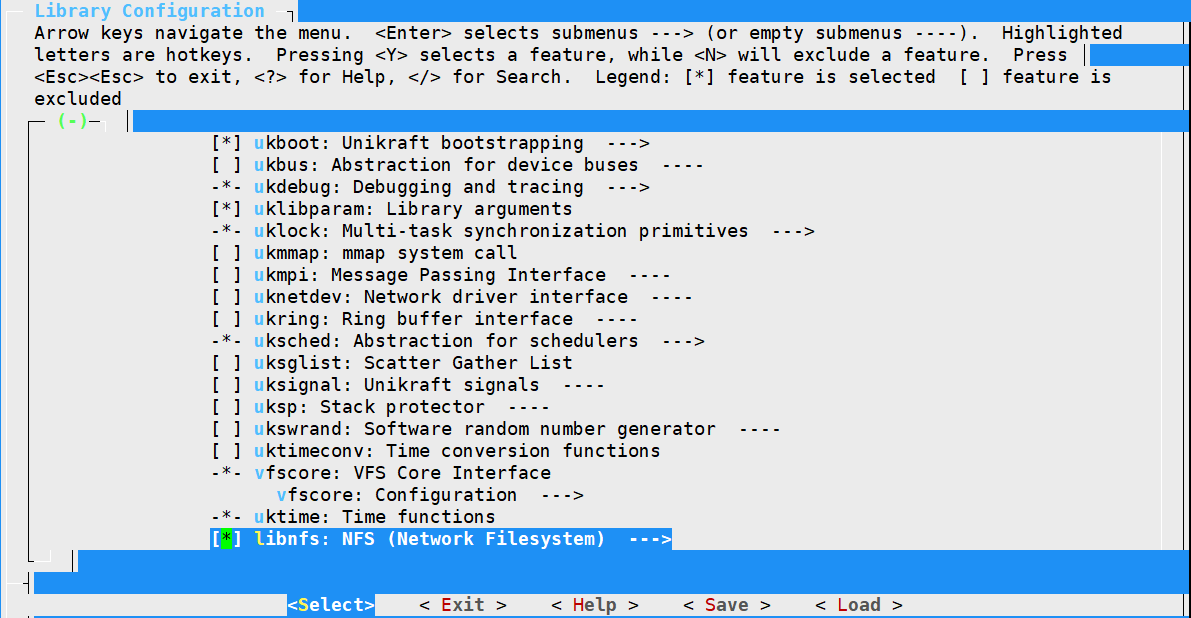 Library Configuration
Arrow keys navigate the menu.  <Enter> selects submenus ---> (or empty submenus ----).  Highlighted
letters are hotkeys.  Pressing <Y> selects a feature, while <N> will exclude a feature.  Press
<Esc><Esc> to exit, <?> for Help, </> for Search.  Legend: [*] feature is selected  [ ] feature is
excluded
(-)
[*] ukboot: Unikraft bootstrapping  --->
[ ] ukbus: Abstraction for device buses  ----
-*- ukdebug: Debugging and tracing  --->
[*] uklibparam: Library arguments
-*- uklock: Multi-task synchronization primitives  --->
[ ] ukmmap: mmap system call
[ ] ukmpi: Message Passing Interface  ----
[ ] uknetdev: Network driver interface  ----
[ ] ukring: Ring buffer interface  ----
-*- uksched: Abstraction for schedulers  --->
[ ] uksglist: Scatter Gather List
[ ] uksignal: Unikraft signals  ----
[ ] uksp: Stack protector  ----
[ ] ukswrand: Software random number generator  ----
[ ] uktimeconv: Time conversion functions
-*- vfscore: VFS Core Interface
vfscore: Configuration  --->
-*- uktime: Time functions
[*] libnfs: NFS (Network Filesystem)  --->
<Select>    < Exit >    < Help >    < Save >    < Load >